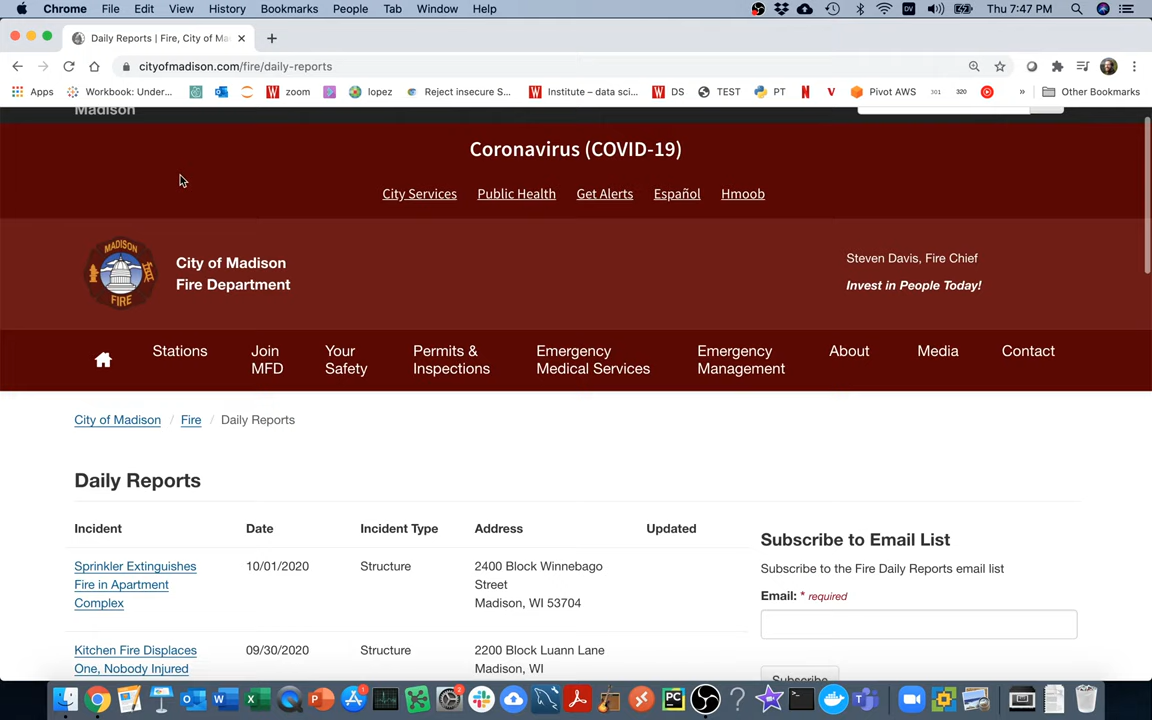 Chrome File Edit View History Bookmarks People Tab Window Help Thu 7:47 PM
Daily Reports | Fire, City of Ma
cityofmadison.com/fire/daily-reports
Apps Workbook: Under... zoom lopez Reject insecure S... Institute – data sci... DS TEST PT Pivot AWS 301 320 » Other Bookmarks
Madison
Coronavirus (COVID-19)
City Services Public Health Get Alerts Español Hmoob
MADISON
FIRE
City of Madison
Fire Department
Steven Davis, Fire Chief
Invest in People Today!
Stations
Join
MFD
Your
Safety
Permits &
Inspections
Emergency
Medical Services
Emergency
Management
About
Media
Contact
City of Madison / Fire / Daily Reports
Daily Reports
Incident Date Incident Type Address Updated
Sprinkler Extinguishes
Fire in Apartment
Complex
10/01/2020
Structure
2400 Block Winnebago
Street
Madison, WI 53704
Kitchen Fire Displaces
One, Nobody Injured
09/30/2020
Structure
2200 Block Luann Lane
Madison, WI
Subscribe to Email List
Subscribe to the Fire Daily Reports email list
Email: * required
Subscribe